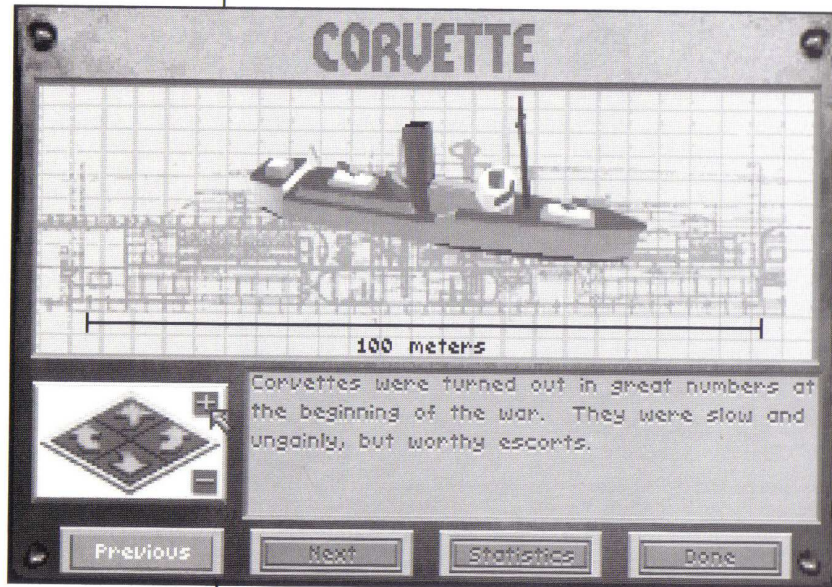 CORVETTE
100 meters
Corvettes were turned out in great numbers at
the beginning of the war. They were slow and
ungainly, but worthy escorts.
Previous
Next
Statistics
Done